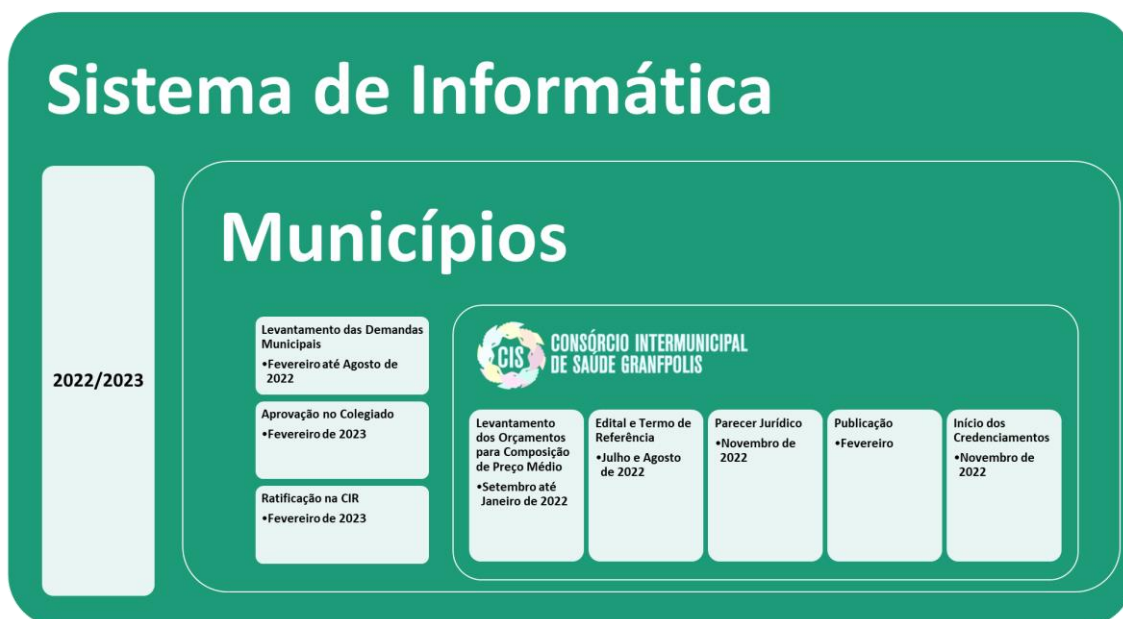 Sistema de Informática
2022/2023
Municípios
Levantamento das Demandas
Municipais
•Fevereiro até Agosto de
2022
Aprovação no Colegiado
•Fevereiro de 2023
Ratificação na CIR
•Fevereiro de 2023
CIS
CONSÓRCIO INTERMUNICIPAL
DE SAÚDE GRANFPOLIS
Levantamento
dos Orçamentos
para Composição
de Preço Médio
•Setembro até
Janeiro de 2022
Edital e Termo de
Referência
•Julho e Agosto
de 2022
Parecer Jurídico
•Novembro de
2022
Publicação
•Fevereiro
Início dos
Credenciamentos
•Novembro de
2022